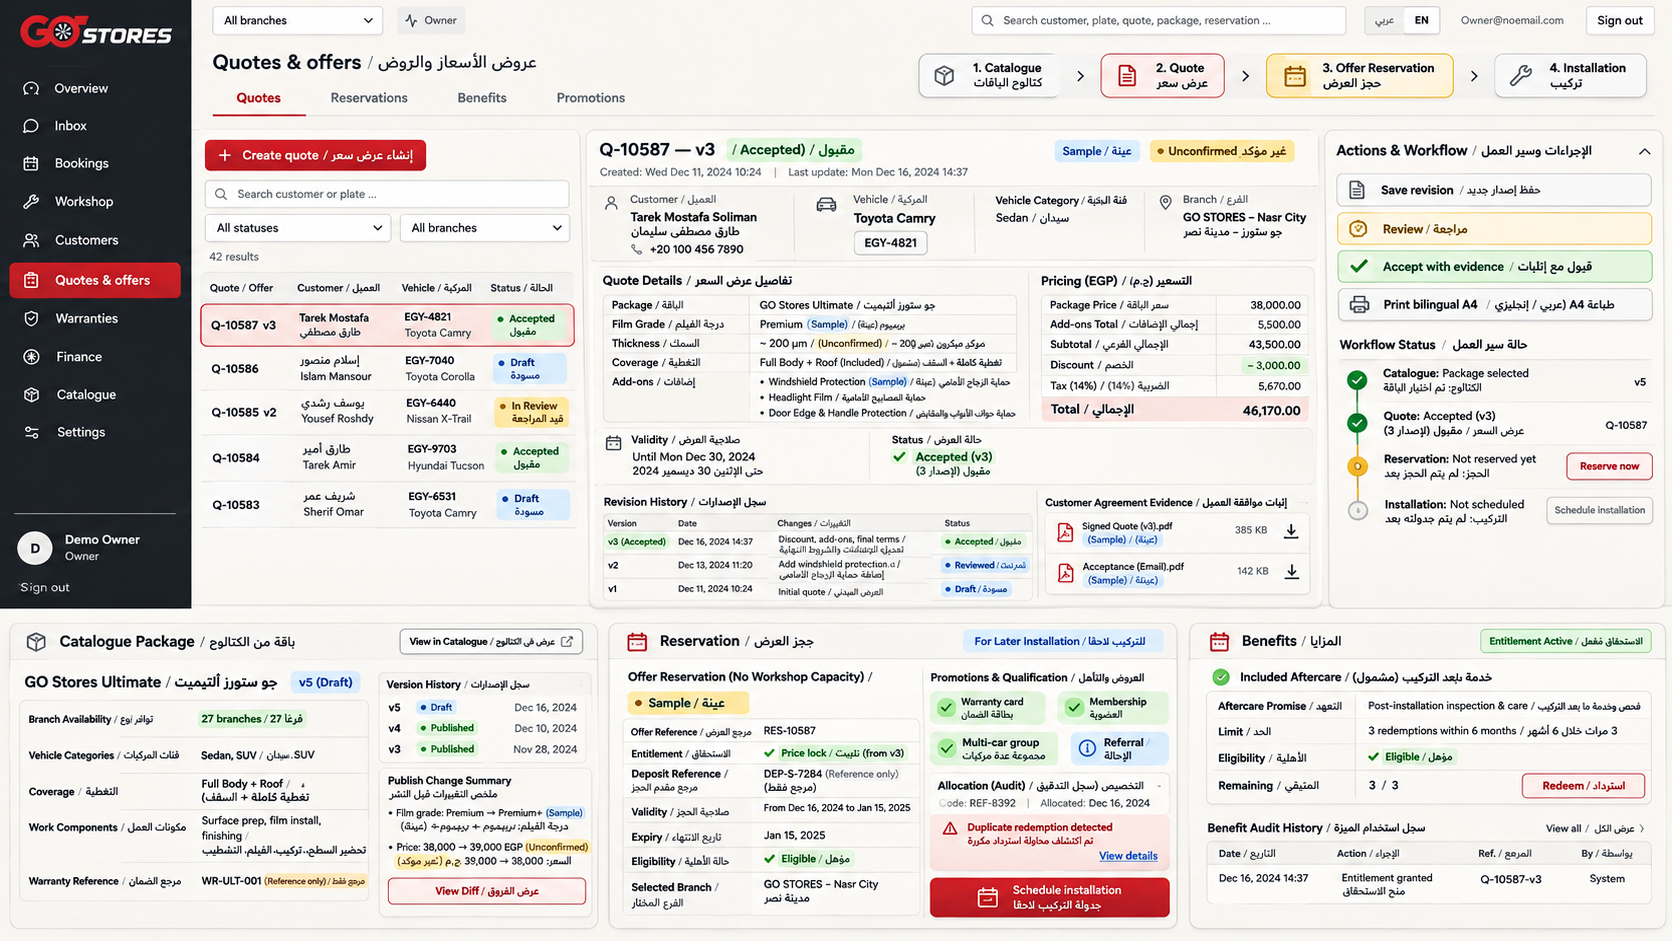 GO STORES
All branches
Owner
Search customer, plate, quote, package, reservation ...
عربي
EN
Owner@noemail.com
Sign out
Overview
Inbox
Bookings
Workshop
Customers
Quotes & offers
Warranties
Finance
Catalogue
Settings
D
Demo Owner
Owner
Sign out
Quotes & offers /
Quotes
Reservations
Benefits
Promotions
1. Catalogue
كتالوج الباقات
2. Quote
عرض سعر
3. Offer Reservation
حجز العرض
4. Installation
تركيب
+ Create quote / إنشاء عرض سعر
Search customer or plate ...
All statuses
All branches
42 results
Quote / Offer
Customer / العميل
Vehicle / المركبة
Status / الحالة
Q-10587 v3
Tarek Mostafa
طارق مصطفى
EGY-4821
Toyota Camry
Accepted
مقبول
Q-10586
إسلام منصور
Islam Mansour
EGY-7040
Toyota Corolla
Draft
مسودة
Q-10585 v2
يوسف رشدي
Yousef Roshdy
EGY-6440
Nissan X-Trail
In Review
قيد المراجعة
Q-10584
طارق أمير
Tarek Amir
EGY-9703
Hyundai Tucson
Accepted
مقبول
Q-10583
شريف عمر
Sherif Omar
EGY-6531
Toyota Camry
Draft
مسودة
Q-10587 — v3
/ Accepted) / مقبول
Sample / عينة
Unconfirmed غير مؤكد
Created: Wed Dec 11, 2024 10:24 | Last update: Mon Dec 16, 2024 14:37
Customer / العميل
Tarek Mostafa Soliman
طارق مصطفى سليمان
+20 100 456 7890
Vehicle / المركبة
Toyota Camry
EGY-4821
Vehicle Category /
Sedan / سيدان
Branch / الفرع
GO STORES – Nasr City
جو ستورز – مدينة نصر
Quote Details / تفاصيل عرض السعر
Package / الباقة
GO Stores Ultimate / جو ستورز ألتيميت
Film Grade / درجة الفيلم
Premium (Sample) /
Thickness / السمك
~ 200 µm / (Unconfirmed) /
Coverage / التغطية
Full Body + Roof (Included) /
Add-ons / إضافات
• Windshield Protection (Sample) / حماية الزجاج الأمامي
• Headlight Film / حماية المصابيح الأمامية
• Door Edge & Handle Protection /
Pricing (EGP) / التسعير (ج.م)
Package Price / سعر الباقة
38,000.00
Add-ons Total / إجمالي الإضافات
5,500.00
Subtotal / الإجمالي الفرعي
43,500.00
Discount / الخصم
– 3,000.00
Tax (14%) / الضريبة (14%)
5,670.00
Total / الإجمالي
46,170.00
Validity / صلاحية العرض
Until Mon Dec 30, 2024
حتى الإثنين 30 ديسمبر 2024
Status / حالة العرض
Accepted (v3)
مقبول (الإصدار 3)
Revision History / سجل الإصدارات
Version
Date
Changes / التغييرات
Status
v3 (Accepted)
Dec 16, 2024 14:37
Discount, add-ons, final terms /
Accepted / مقبول
v2
Dec 13, 2024 11:20
Add windshield protection /
إضافة حماية الزجاج الأمامي
Reviewed /
v1
Dec 11, 2024 10:24
Initial quote /
Draft / مسودة
Customer Agreement Evidence / إثبات موافقة العميل
Signed Quote (v3).pdf
(Sample) / (عينة)
385 KB
Acceptance (Email).pdf
(Sample) / (عينة)
142 KB
Actions & Workflow / الإجراءات وسير العمل
Save revision / حفظ إصدار جديد
Review / مراجعة
Accept with evidence /
Print bilingual A4 / طباعة A4 (عربي / إنجليزي)
Workflow Status / حالة سير العمل
Catalogue: Package selected
الكتالوج: تم اختيار الباقة
v5
Quote: Accepted (v3)
عرض السعر / مقبول (الإصدار 3)
Q-10587
Reservation: Not reserved yet
الحجز: لم يتم الحجز بعد
Reserve now
Installation: Not scheduled
التركيب: لم يتم جدولته بعد
Schedule installation
Catalogue Package / باقة من الكتالوج
View in Catalogue / عرض في الكتالوج
GO Stores Ultimate / جو ستورز ألتيميت
v5 (Draft)
Branch Availability /
27 branches /
Vehicle Categories / فئات المركبات
Sedan, SUV / سيدان, SUV
Coverage / التغطية
Full Body + Roof /
تغطية كاملة + السقف)
Work Components / مكونات العمل
Surface prep, film install,
finishing /
تحضير السطح، تركيب الفيلم، التشطيب
Warranty Reference / مرجع الضمان
WR-ULT-001 (Reference only) / مرجع فقط
Version History / سجل الإصدارات
v5
Draft
Dec 16, 2024
v4
Published
Dec 10, 2024
v3
Published
Nov 28, 2024
Publish Change Summary
ملخص التغييرات قبل النشر
• Film grade: Premium → Premium+ (Sample)
• Price: 38,000 → 39,000 EGP (Unconfirmed)
View Diff / عرض الفروق
Reservation / حجز العرض
For Later Installation / للتركيب لاحقًا
Offer Reservation (No Workshop Capacity) /
Sample / عينة
Offer Reference / مرجع العرض
RES-10587
Entitlement / الاستحقاق
Price lock / تثبيت (from v3)
Deposit Reference /
مرجع مقدم الحجز
DEP-S-7284 (Reference only)
(مرجع فقط)
Validity / صلاحية الحجز
From Dec 16, 2024 to Jan 15, 2025
Expiry / تاريخ الانتهاء
Jan 15, 2025
Eligibility / حالة الأهلية
Eligible / مؤهل
Selected Branch /
الفرع المختار
GO STORES – Nasr City
مدينة نصر
Promotions & Qualification / العروض والتأهل
Warranty card
بطاقة الضمان
Membership
العضوية
Multi-car group
مجموعة عدة مركبات
Referral /
الإحالة
Allocation (Audit) / التخصيص (سجل التدقيق)
Code: REF-8392 | Allocated: Dec 16, 2024
Duplicate redemption detected
تم اكتشاف محاولة استرداد مكررة
View details
Schedule installation
جدولة التركيب لاحقًا
Benefits / المزايا
Entitlement Active / الاستحقاق مُفعل
Included Aftercare / خدمة ما بعد التركيب (مشمول)
Aftercare Promise / التعهد
Post-installation inspection & care / فحص وخدمة ما بعد التركيب
Limit / الحد
3 redemptions within 6 months / 3 مرات خلال 6 أشهر
Eligibility / الأهلية
Eligible / مؤهل
Remaining / المتبقي
3 / 3
Redeem / استرداد
Benefit Audit History / سجل استخدام الميزة
View all / عرض الكل
Date / التاريخ
Action / الإجراء
Ref. / المرجع
By / بواسطة
Dec 16, 2024 14:37
Entitlement granted
منح الاستحقاق
Q-10587-v3
System